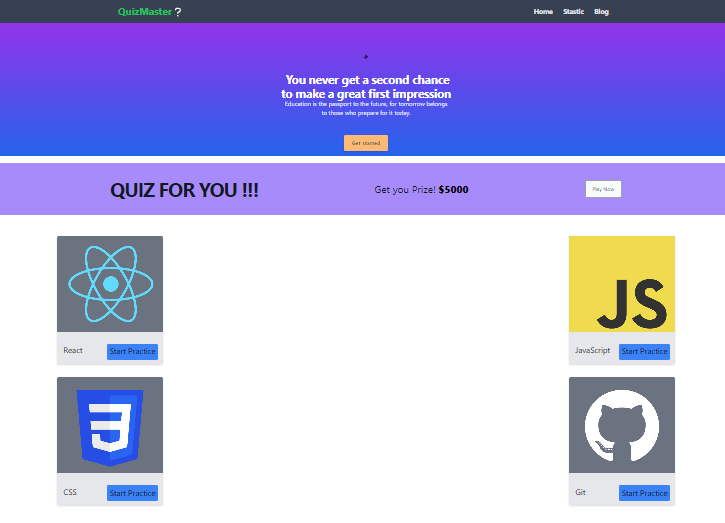 QuizMaster?
Home Stastic Blog
You never get a second chance
to make a great first impression
Education is the passport to the future, for tomorrow belongs
to those who prepare for it today.
Get started
QUIZ FOR YOU !!!
Get you Prize! $5000
Play Now
JS
React
Start Practice
JavaScript
Start Practice
3
CSS
Start Practice
Git
Start Practice